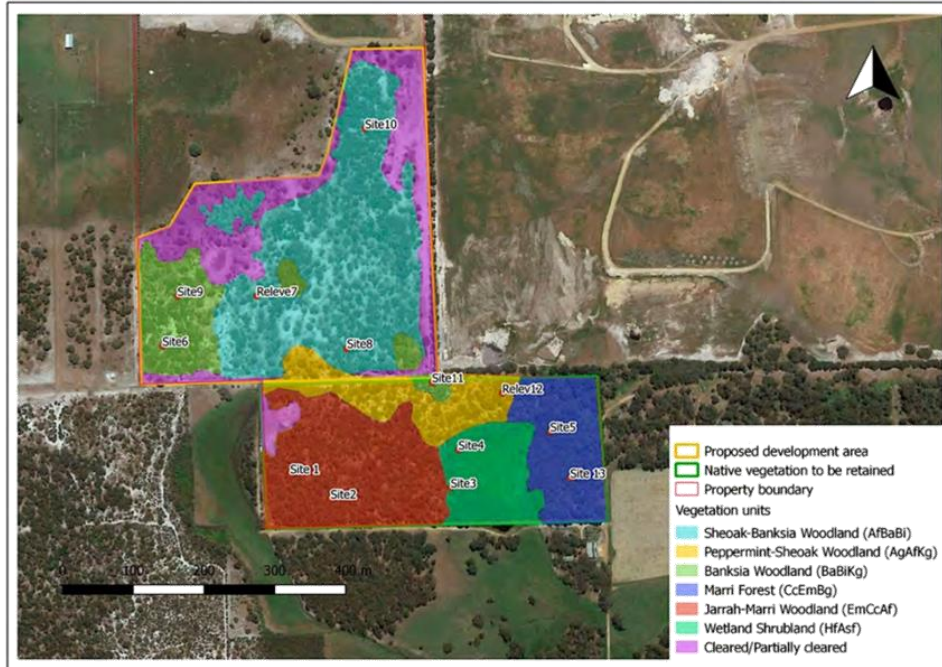 Site10
Site9
Releve7
Site6
Site8
Site11
Relev12
Site5
Site4
Site 1
Site 13
Site3
Site2
0 100 200 300 400 m
Proposed development area
Native vegetation to be retained
Property boundary
Vegetation units
Sheoak-Banksia Woodland (AfBaBi)
Peppermint-Sheoak Woodland (AgAfKg)
Banksia Woodland (BaBiKg)
Marri Forest (CcEmBg)
Jarrah-Marri Woodland (EmCcAf)
Wetland Shrubland (HfAsf)
Cleared/Partially cleared